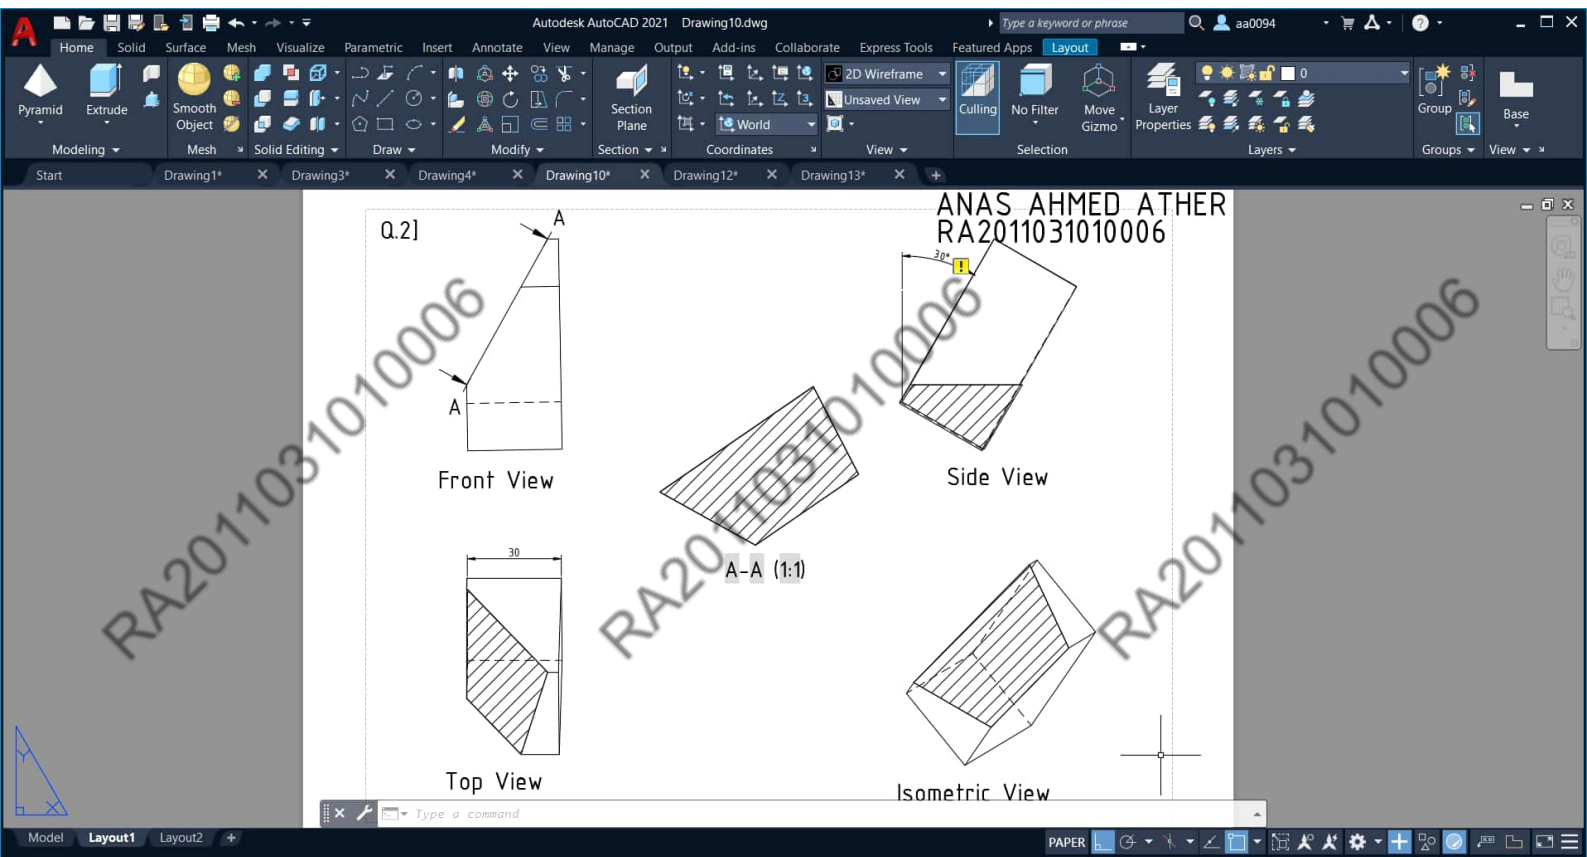 Autodesk AutoCAD 2021 Drawing10.dwg
Type a keyword or phrase
aa0094
Home Solid Surface Mesh Visualize Parametric Insert Annotate View Manage Output Add-ins Collaborate Express Tools Featured Apps Layout
2D Wireframe
0
Pyramid Extrude Smooth Object Section Plane
Unsaved View
World
Culling No Filter Move Gizmo Layer Properties Group Base
Modeling Mesh Solid Editing Draw Modify Section Coordinates View Selection Layers Groups View
Start Drawing1* Drawing3* Drawing4* Drawing10* Drawing12* Drawing13*
ANAS AHMED ATHER
RA2011031010006
Q.2]
A
30°
A
Front View
Side View
A-A (1:1)
30
Top View
Isometric View
RA2011031010006
RA2011031010006
RA2011031010006
Y
X
Type a command
Model Layout1 Layout2
PAPER